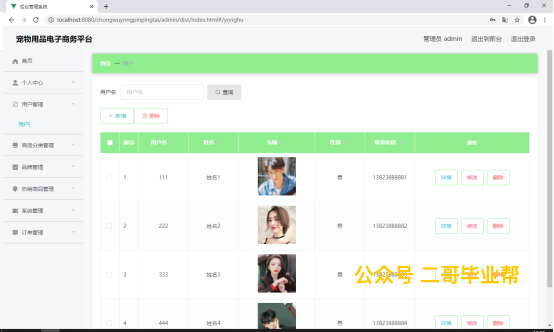 后台管理系统
localhost:8080/chongwuyongpinpingtai/admin/dist/index.html#/yonghu
宠物用品电子商务平台
管理员 admin 退出到前台 退出登录
首页
个人中心
用户管理
用户
商品分类管理
品牌管理
热销商品管理
系统管理
订单管理
首页 用户
用户名 用户名 查询
+ 新增 删除
索引 用户名 姓名 头像 性别 联系电话 操作
1 111 姓名1 男 13823888881 详情 修改 删除
2 222 姓名2 男 13823888882 详情 修改 删除
3 333 姓名3 男 13823888883 详情 修改 删除
4 444 姓名4 男 13823888884 详情 修改 删除
公众号 二哥毕业帮